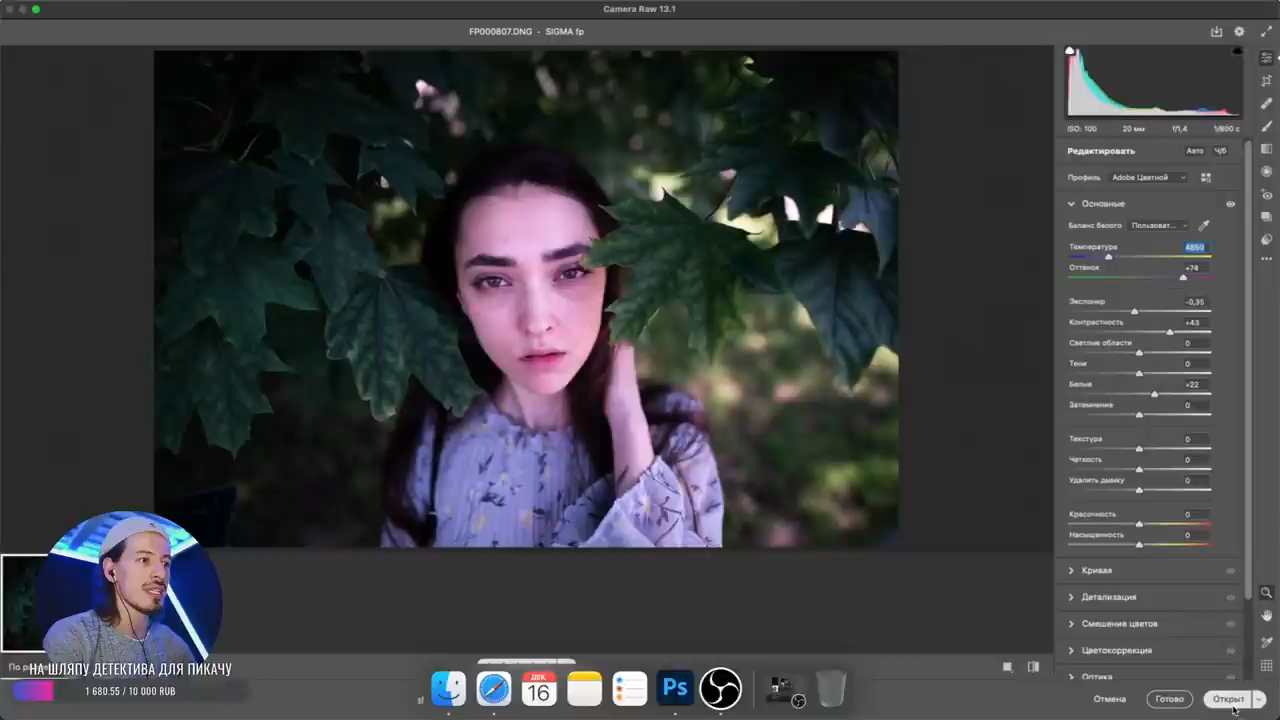 Camera Raw 13.1
FP000807.DNG - SIGMA fp
ISO: 100 20 мм f/1,4 1/800 с
Редактировать Авто Ч/Б
Профиль Adobe Цветной
Основные
Баланс белого Пользоват...
Температура 4850
Оттенок +74
Экспонир -0,35
Контрастность +43
Светлые области 0
Тени 0
Белые +22
Затемнение 0
Текстура 0
Четкость 0
Удалить дымку 0
Красочность 0
Насыщенность 0
Кривая
Детализация
Смешение цветов
Цветокоррекция
Оптика
По
НА ШЛЯПУ ДЕТЕКТИВА ДЛЯ ПИКАЧУ
1 680.55 / 10 000 RUB
ДЕК
16
Ps
Отмена Готово Открыт